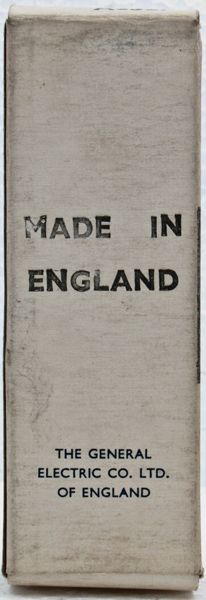 MADE IN
ENGLAND
THE GENERAL
ELECTRIC CO. LTD.
OF ENGLAND